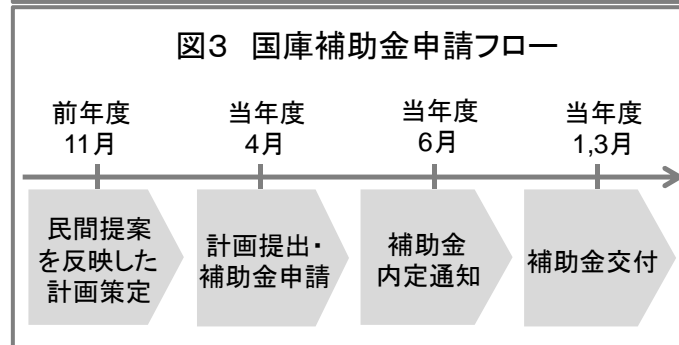 図３　国庫補助金申請フロー
前年度
11月
当年度
4月
当年度
6月
当年度
1,3月
民間提案
を反映した
計画策定
計画提出・
補助金申請
補助金
内定通知
補助金交付